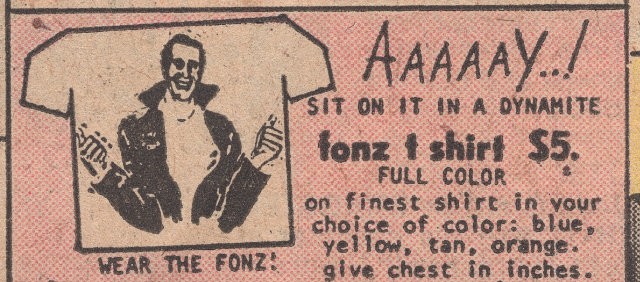 AAAAAY...!
SIT ON IT IN A DYNAMITE
fonz t shirt $5.
FULL COLOR
on finest shirt in your
choice of color: blue,
yellow, tan, orange.
give chest in inches.
WEAR THE FONZ!